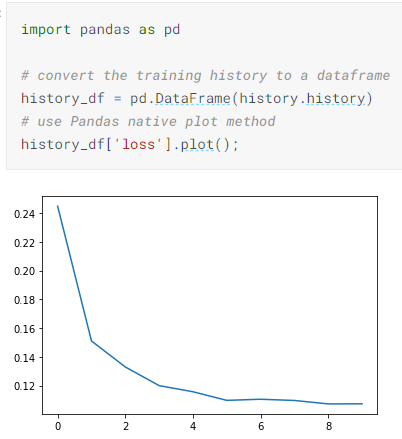 import pandas as pd
# convert the training history to a dataframe
history_df = pd.DataFrame(history.history)
# use Pandas native plot method
history_df['loss'].plot();
0.24
0.22
0.20
0.18
0.16
0.14
0.12
0 2 4 6 8